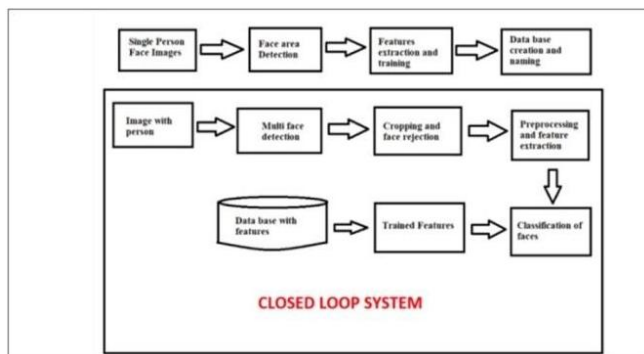 Single Person
Face Images
Face area
Detection
Features
extraction and
training
Data base
creation and
naming
Image with
person
Multi face
detection
Cropping and
face rejection
Preprocessing
and feature
extraction
Data base with
features
Trained Features
Classification of
faces
CLOSED LOOP SYSTEM